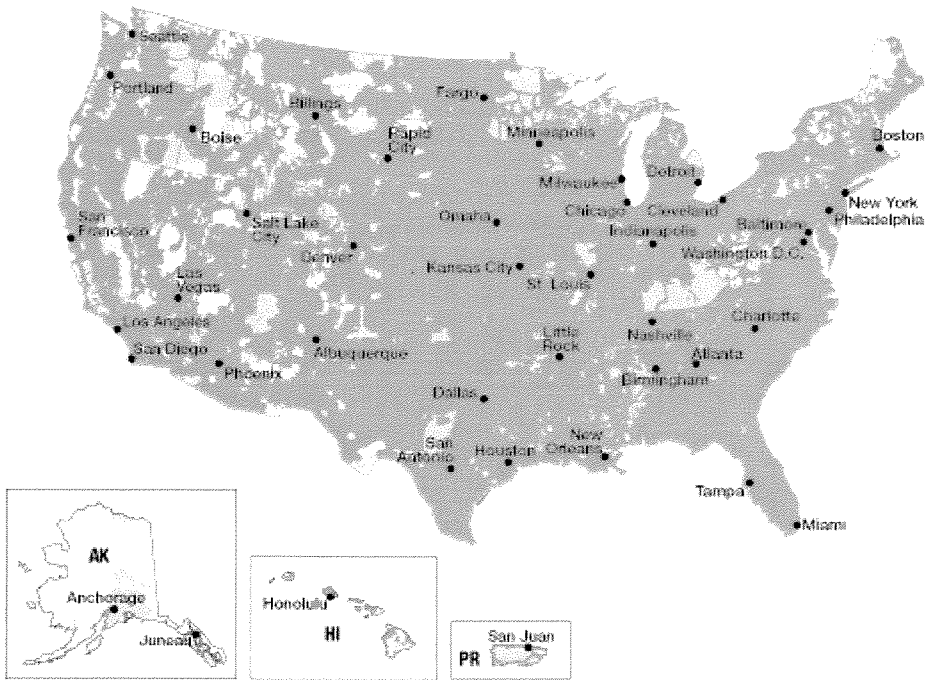 Seattle
Portland
Billings
Fargo
Boise
Rapid
City
Minneapolis
Boston
Milwaukee
Detroit
San
Francisco
Salt Lake
City
Omaha
Chicago
Cleveland
New York
Philadelphia
Indianapolis
Baltimore
Denver
Washington D.C.
Kansas City
St. Louis
Las
Vegas
Los Angeles
Charlotte
Nashville
Little
Rock
San Diego
Albuquerque
Atlanta
Phoenix
Birmingham
Dallas
San
Antonio
Houston
New
Orleans
Tampa
Miami
AK
Anchorage
Juneau
Honolulu
HI
San Juan
PR